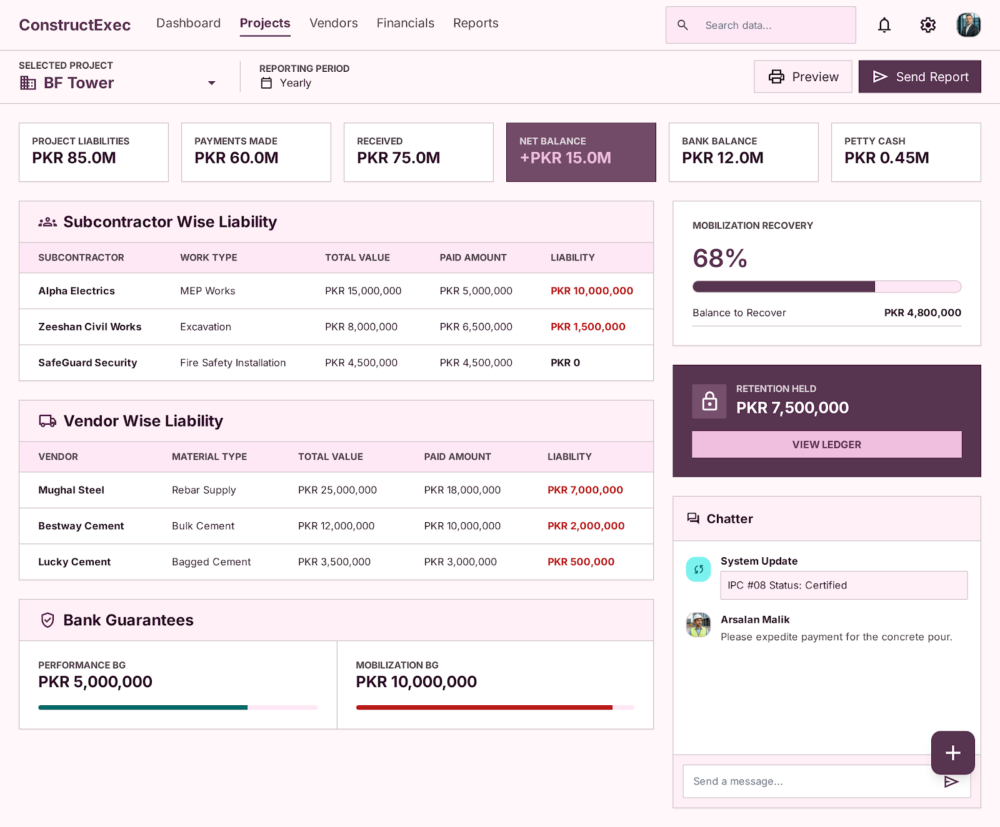 ConstructExec
Dashboard Projects Vendors Financials Reports
Search data...
SELECTED PROJECT
BF Tower
REPORTING PERIOD
Yearly
Preview
Send Report
PROJECT LIABILITIES
PKR 85.0M
PAYMENTS MADE
PKR 60.0M
RECEIVED
PKR 75.0M
NET BALANCE
+PKR 15.0M
BANK BALANCE
PKR 12.0M
PETTY CASH
PKR 0.45M
Subcontractor Wise Liability
SUBCONTRACTOR WORK TYPE TOTAL VALUE PAID AMOUNT LIABILITY
Alpha Electrics MEP Works PKR 15,000,000 PKR 5,000,000 PKR 10,000,000
Zeeshan Civil Works Excavation PKR 8,000,000 PKR 6,500,000 PKR 1,500,000
SafeGuard Security Fire Safety Installation PKR 4,500,000 PKR 4,500,000 PKR 0
Vendor Wise Liability
VENDOR MATERIAL TYPE TOTAL VALUE PAID AMOUNT LIABILITY
Mughal Steel Rebar Supply PKR 25,000,000 PKR 18,000,000 PKR 7,000,000
Bestway Cement Bulk Cement PKR 12,000,000 PKR 10,000,000 PKR 2,000,000
Lucky Cement Bagged Cement PKR 3,500,000 PKR 3,000,000 PKR 500,000
Bank Guarantees
PERFORMANCE BG
PKR 5,000,000
MOBILIZATION BG
PKR 10,000,000
MOBILIZATION RECOVERY
68%
Balance to Recover PKR 4,800,000
RETENTION HELD
PKR 7,500,000
VIEW LEDGER
Chatter
System Update
IPC #08 Status: Certified
Arsalan Malik
Please expedite payment for the concrete pour.
Send a message...